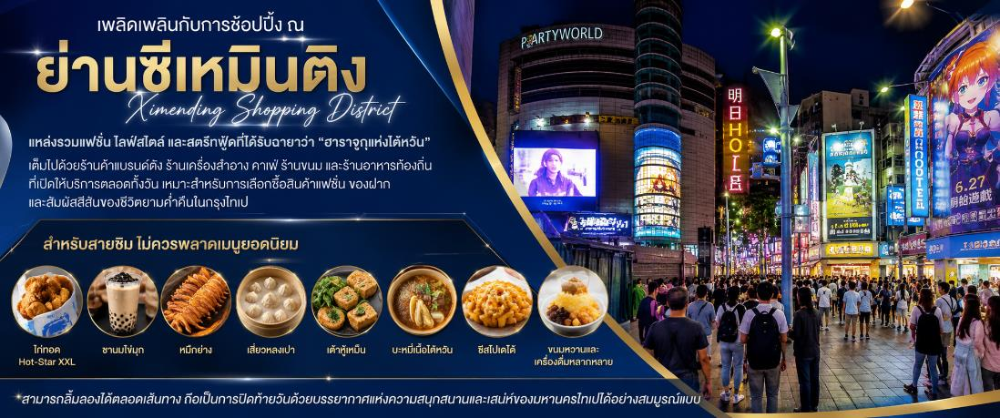 เพลิดเพลินกับการช้อปปิ้ง ณ
ย่านซีเหมินติง
Ximending Shopping District
แหล่งรวมแฟชั่น ไลฟ์สไตล์ และสตรีทฟู้ดที่ได้รับฉายาว่า “ฮาราจูกุแห่งไต้หวัน”
เต็มไปด้วยร้านค้าแบรนด์ดัง ร้านเครื่องสำอาง คาเฟ่ ร้านขนม และร้านอาหารท้องถิ่น
ที่เปิดให้บริการตลอดทั้งวัน เหมาะสำหรับการเลือกซื้อสินค้าแฟชั่น ของฝาก
และสัมผัสสีสันของชีวิตยามค่ำคืนในกรุงไทเป
สำหรับสายชิม ไม่ควรพลาดเมนูยอดนิยม
ไก่ทอด
Hot-Star XXL
ชานมไข่มุก
หมึกย่าง
เสี่ยวหลงเปา
เต้าหู้เหม็น
บะหมี่เนื้อไต้หวัน
ชีสโปเตโต้
ขนมหวานและ
เครื่องดื่มหลากหลาย
*สามารถลิ้มลองได้ตลอดเส้นทาง ถือเป็นการปิดท้ายวันด้วยบรรยากาศแห่งความสนุกสนานและเสน่ห์ของมหานครไทเปได้อย่างสมบูรณ์แบบ
PARTYWORLD
明日HOTE
6.27